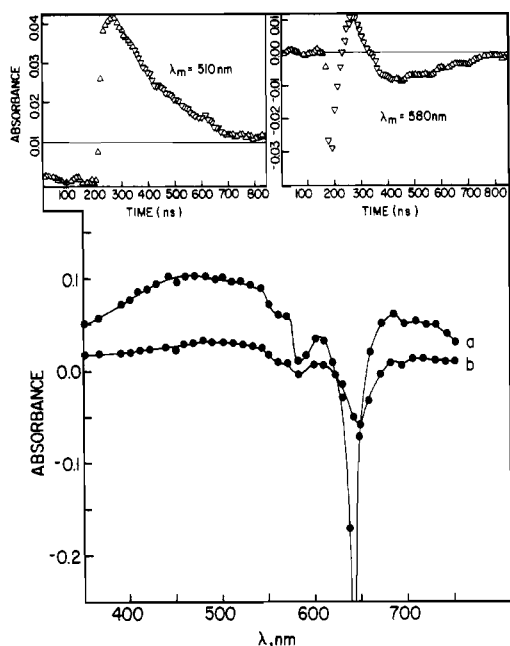 ABSORBANCE
0.04
0.03
0.02
0.01
λm = 510nm
0 100 200 300 400 500 600 700 800
TIME (ns)
0.01
0.00
-0.01
-0.02
-0.03
λm = 580nm
0 100 200 300 400 500 600 700 800
TIME (ns)
ABSORBANCE
0.1
0.0
-0.1
-0.2
a
b
400 500 600 700
λ, nm